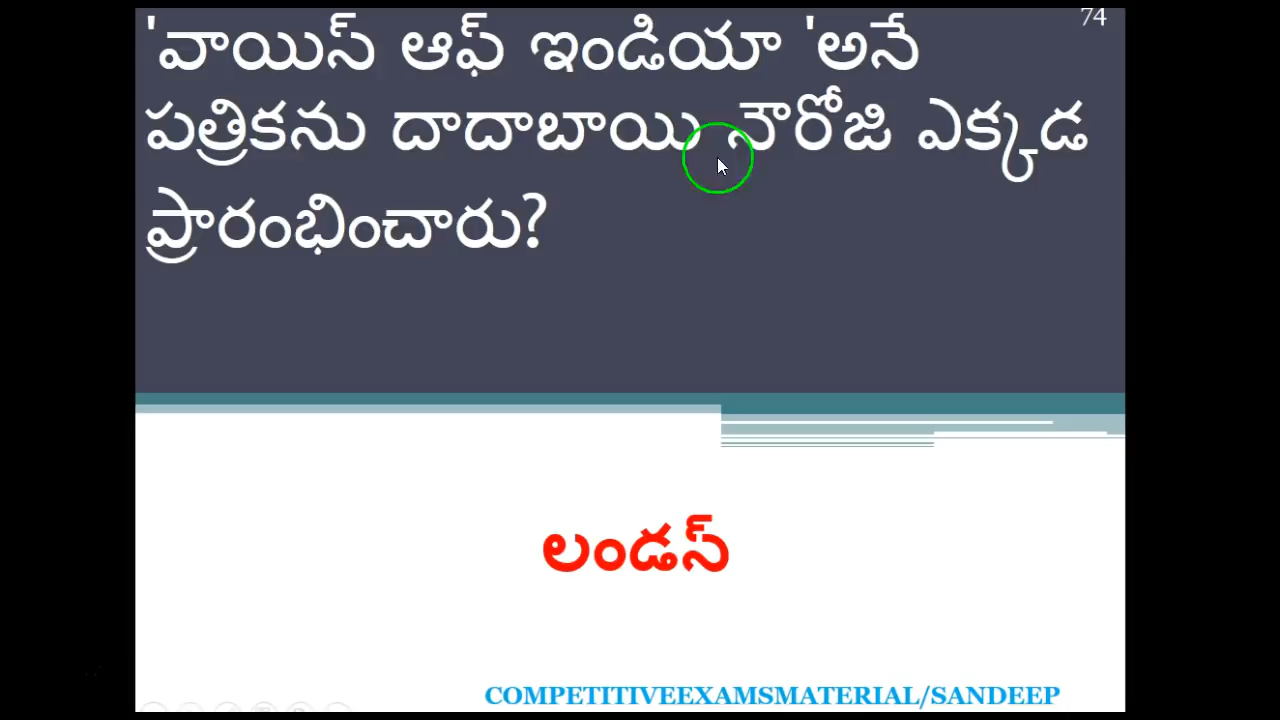 74
'వాయిస్ ఆఫ్ ఇండియా 'అనే
పత్రికను దాదాబాయి నౌరోజి ఎక్కడ
ప్రారంభించారు?
లండన్
COMPETITIVEEXAMSMATERIAL/SANDEEP